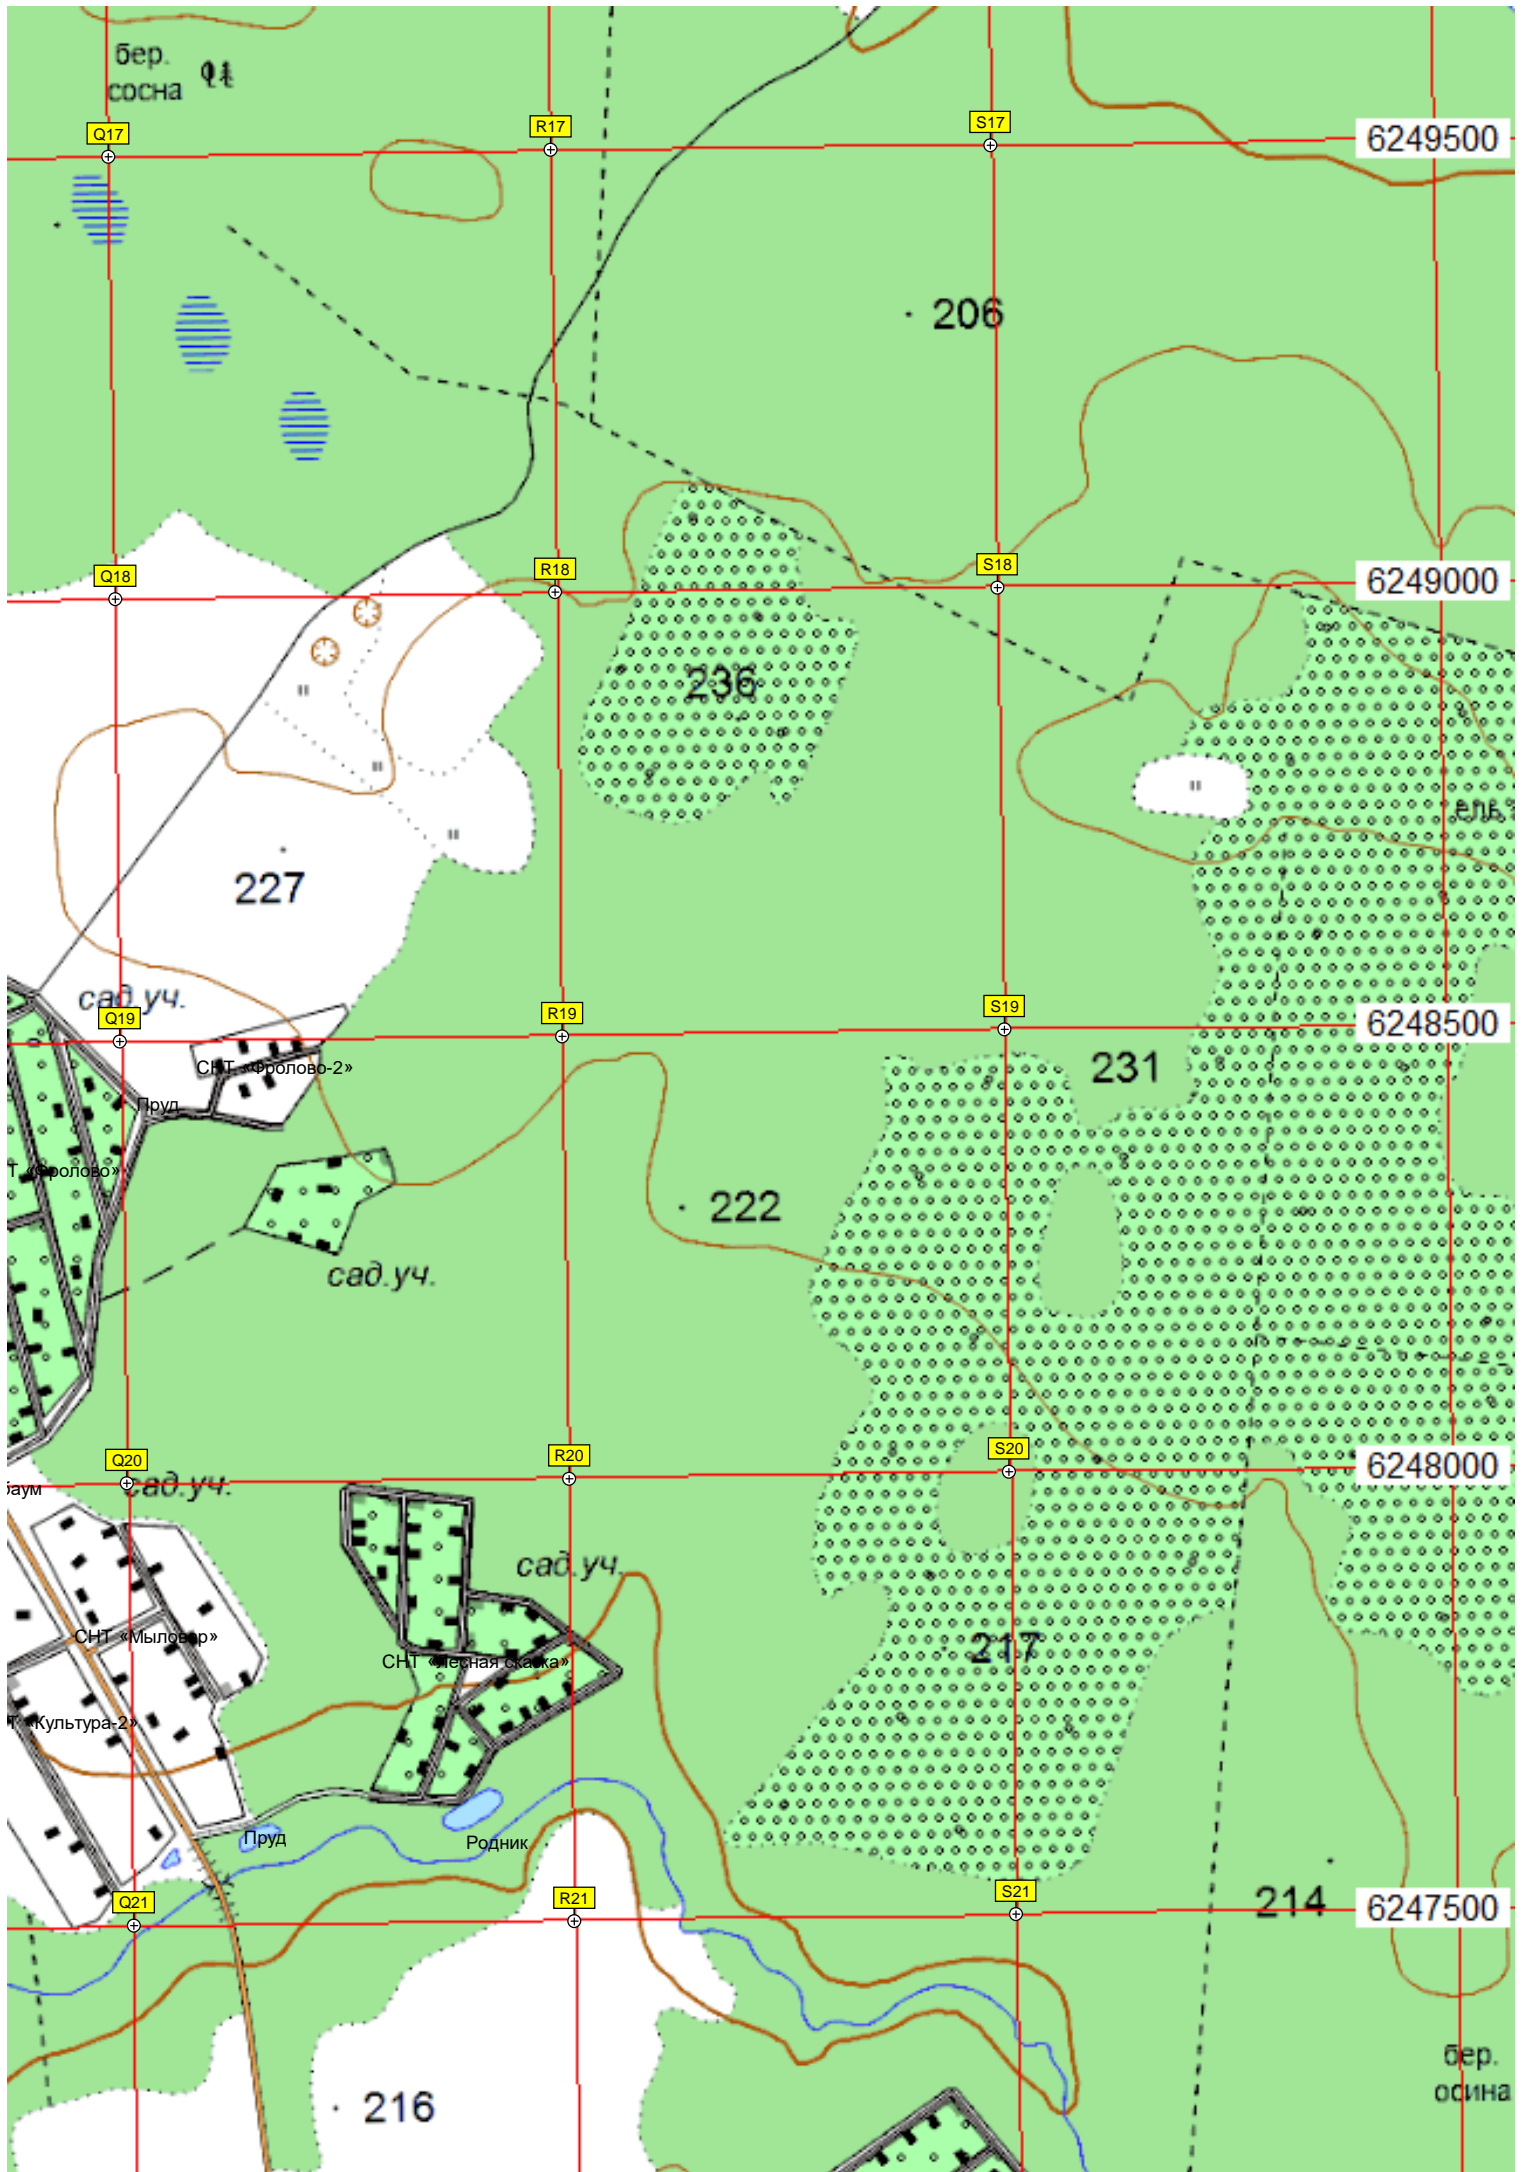 бер.
сосна
Q17
R17
S17
6249500
206
Q18
R18
S18
6249000
236
ель
227
сад.уч.
Q19
R19
S19
6248500
СНТ «Фролово-2»
231
Пруд
Т «Фролово»
222
сад.уч.
Q20
R20
S20
6248000
баум
сад.уч.
сад.уч.
СНТ «Мыловар»
217
СНТ «Лесная сказка»
Т «Культура-2»
Пруд
Родник
Q21
R21
S21
214
6247500
бер.
осина
216